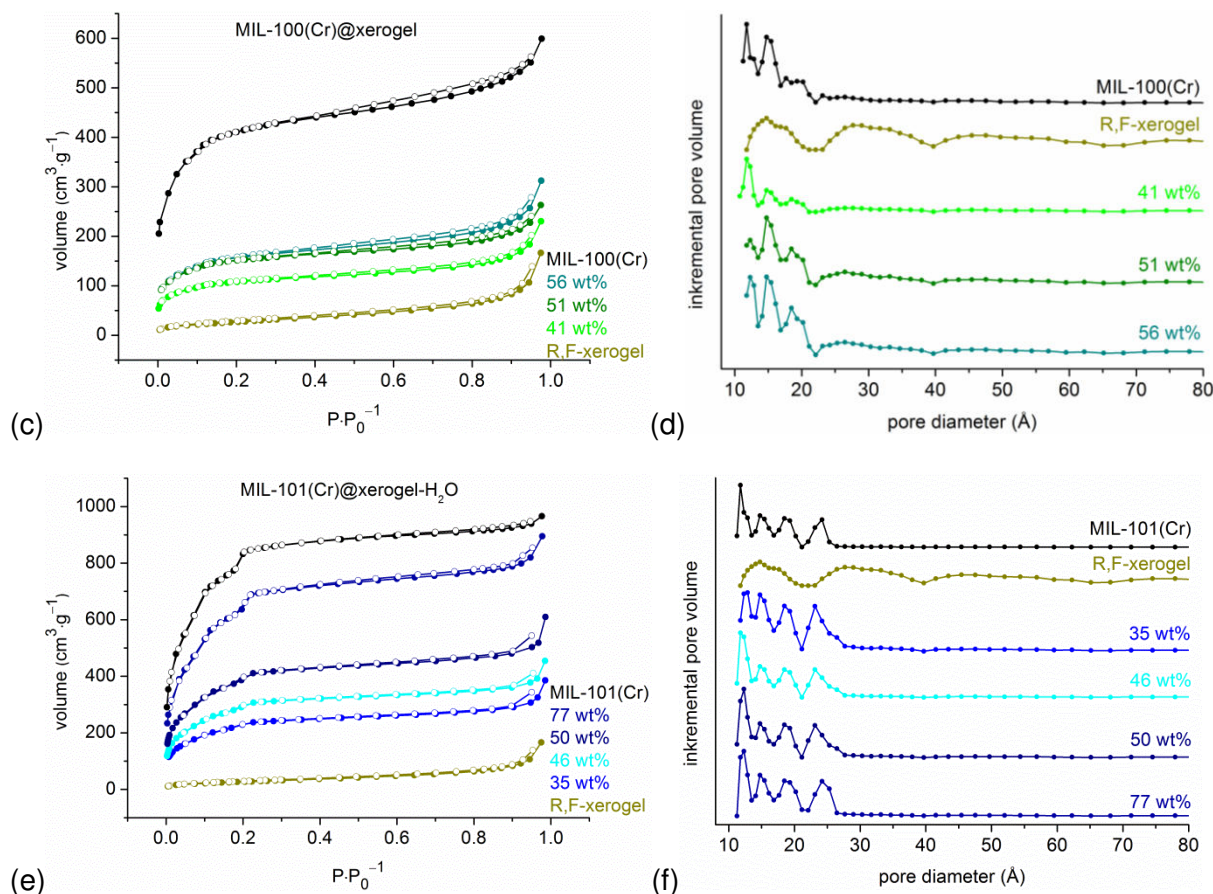 MIL-100(Cr)@xerogel
600
500
400
300
200
100
0
volume (cm³·g⁻¹)
MIL-100(Cr)
56 wt%
51 wt%
41 wt%
R,F-xerogel
0.0 0.2 0.4 0.6 0.8 1.0
P·P₀⁻¹
(c)
inkremental pore volume
MIL-100(Cr)
R,F-xerogel
41 wt%
51 wt%
56 wt%
10 20 30 40 50 60 70 80
pore diameter (Å)
(d)
MIL-101(Cr)@xerogel-H₂O
1000
800
600
400
200
0
volume (cm³·g⁻¹)
MIL-101(Cr)
77 wt%
50 wt%
46 wt%
35 wt%
R,F-xerogel
0.0 0.2 0.4 0.6 0.8 1.0
P·P₀⁻¹
(e)
inkremental pore volume
MIL-101(Cr)
R,F-xerogel
35 wt%
46 wt%
50 wt%
77 wt%
10 20 30 40 50 60 70 80
pore diameter (Å)
(f)